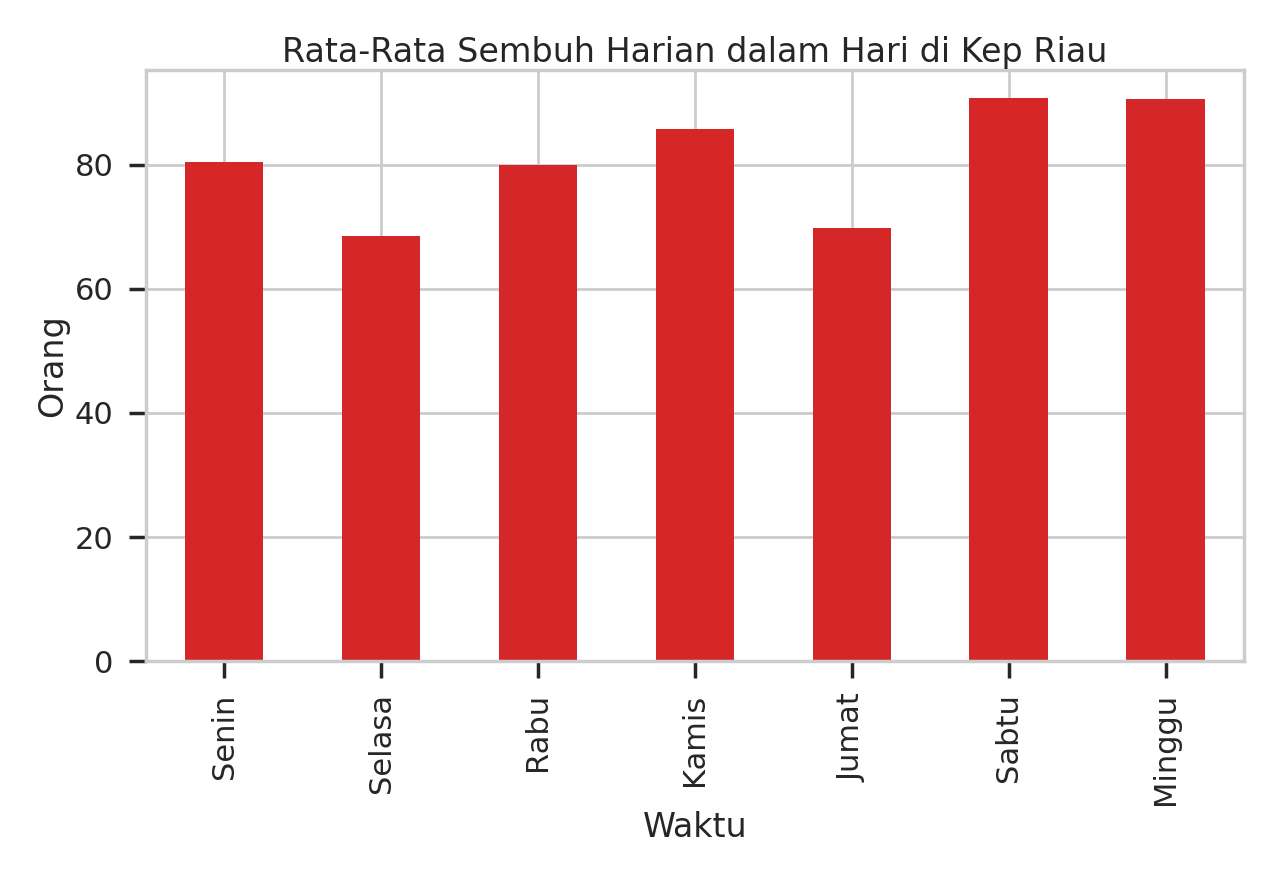 Rata-Rata Sembuh Harian dalam Hari di Kep Riau
80
60
40
20
0
Orang
Senin
Selasa
Rabu
Kamis
Jumat
Sabtu
Minggu
Waktu